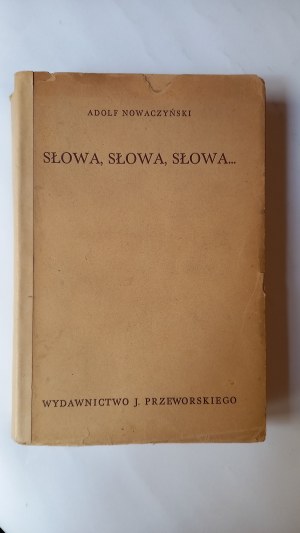 ADOLF NOWACZYŃSKI
SŁOWA, SŁOWA, SŁOWA...
WYDAWNICTWO J. PRZEWORSKIEGO